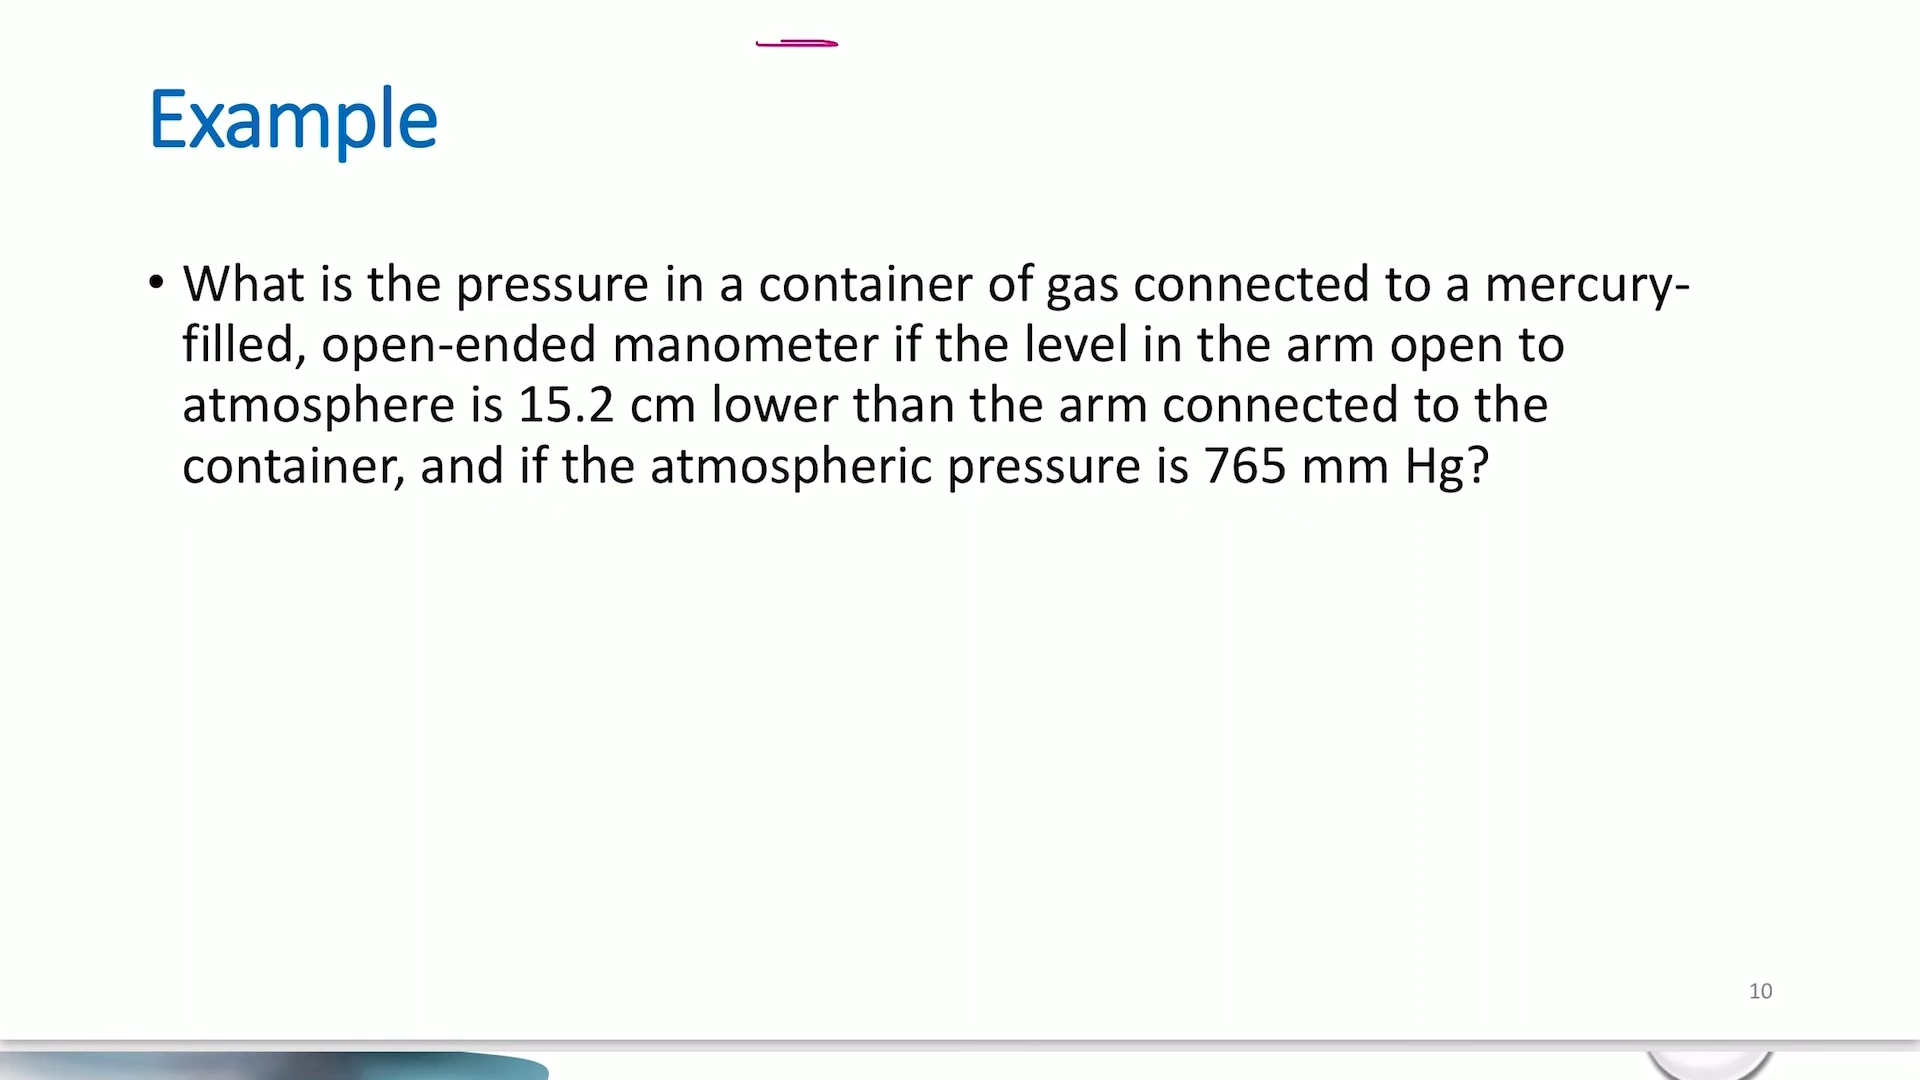 Example
• What is the pressure in a container of gas connected to a mercury-
filled, open-ended manometer if the level in the arm open to
atmosphere is 15.2 cm lower than the arm connected to the
container, and if the atmospheric pressure is 765 mm Hg?
10